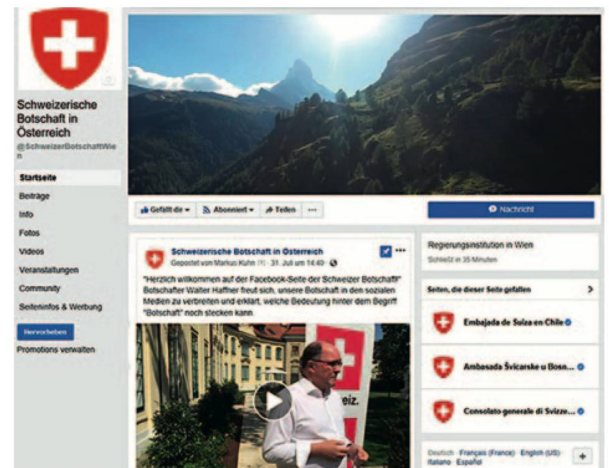 Schweizerische
Botschaft in
Österreich
@SchweizerBotschaftWie
n
Startseite
Beiträge
Info
Fotos
Videos
Veranstaltungen
Community
Seiteninfos & Werbung
Hervorheben
Promotions verwalten
Gefällt dir
Abonniert
Teilen
Nachricht
Schweizerische Botschaft in Österreich
Gepostet von Markus Kuhn 31. Juli um 14:40
"Herzlich willkommen auf der Facebook-Seite der Schweizer Botschaft!"
Botschafter Walter Haffner freut sich, unsere Botschaft in den sozialen
Medien zu verbreiten und erklärt, welche Bedeutung hinter dem Begriff
"Botschaft" noch stecken kann.
eiz.
Regierungsinstitution in Wien
Schließt in 35 Minuten
Seiten, die dieser Seite gefallen
Embajada de Suiza en Chile
Ambasada Švicarske u Bosn...
Consolato generale di Svizze...
Deutsch · Français (France) · English (US) ·
Italiano · Español